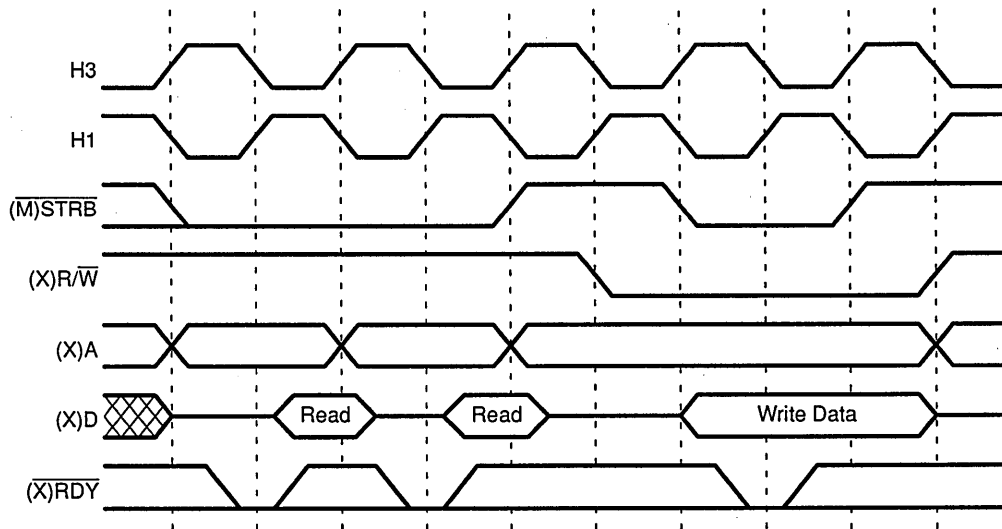 H3
H1
(M)STRB
(X)R/W
(X)A
(X)D
Read
Read
Write Data
(X)RDY